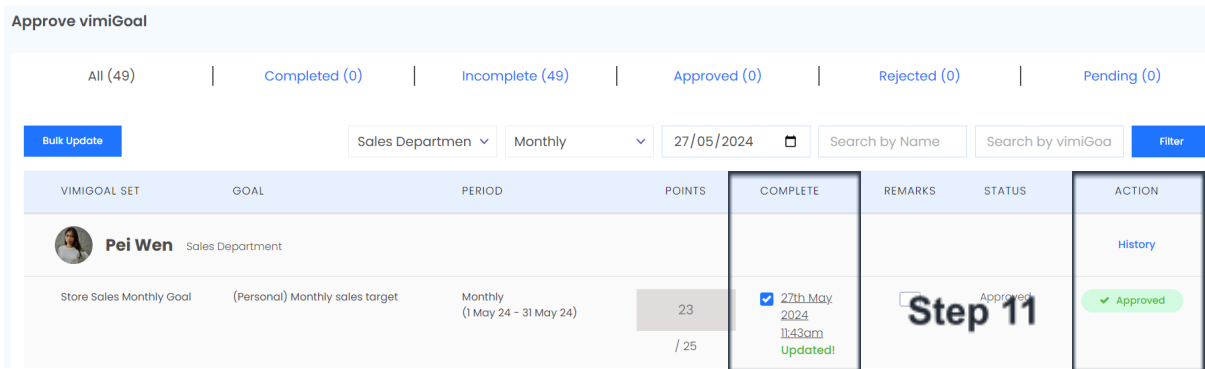 Approve vimiGoal
All (49) | Completed (0) | Incomplete (49) | Approved (0) | Rejected (0) | Pending (0)
Bulk Update Sales Departmen Monthly 27/05/2024 Search by Name Search by vimiGoa Filter
VIMIGOAL SET GOAL PERIOD POINTS COMPLETE REMARKS STATUS ACTION
Pei Wen Sales Department History
Store Sales Monthly Goal (Personal) Monthly sales target Monthly 23 27th May Approved Approved
(1 May 24 - 31 May 24) 2024 Step 11
11:43am
/ 25 Updated!